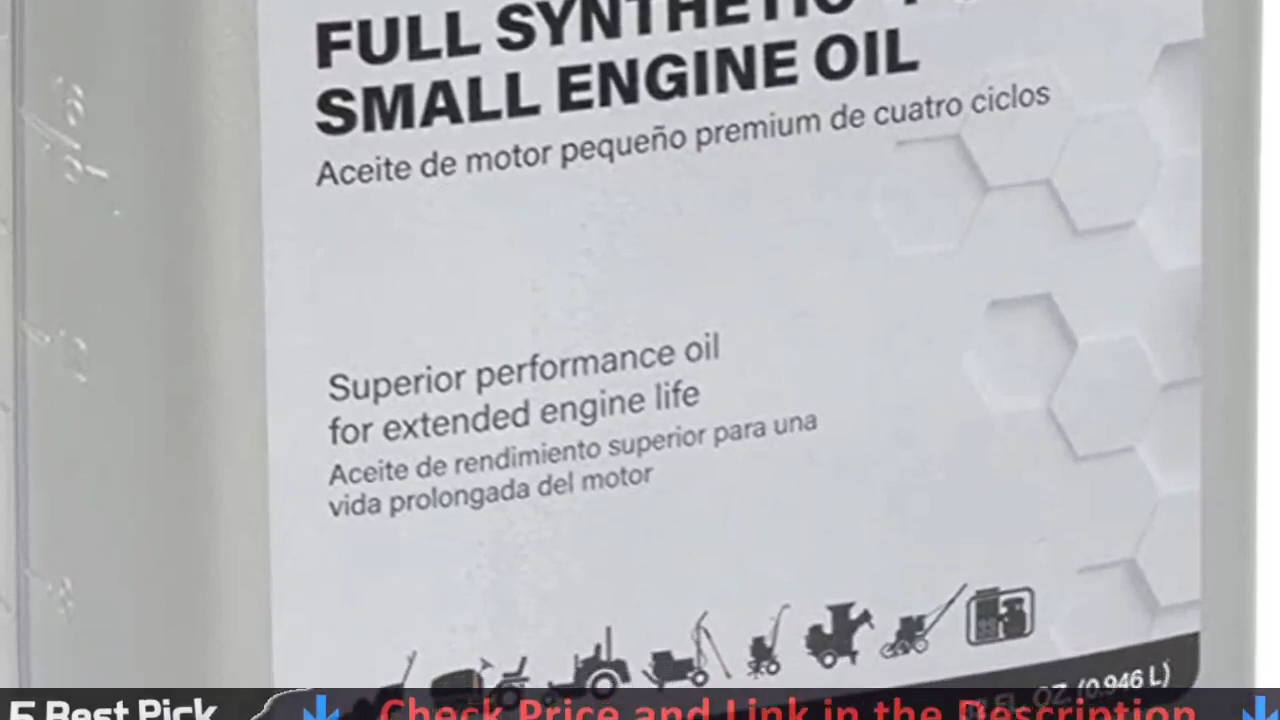 FULL SYNTHETIC
SMALL ENGINE OIL
Aceite de motor pequeño premium de cuatro ciclos
Superior performance oil
for extended engine life
Aceite de rendimiento superior para una
vida prolongada del motor
FL. OZ. (0.946 L)
5 Best Pick
Check Price and Link in the Description